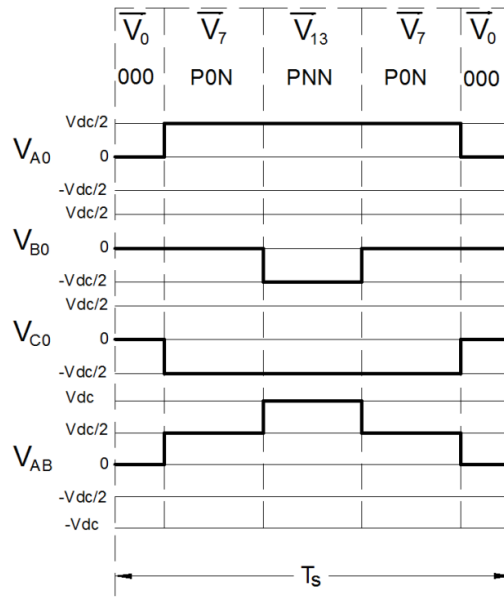 V0 V7 V13 V7 V0
000 P0N PNN P0N 000
Vdc/2
VA0 0
-Vdc/2
Vdc/2
VB0 0
-Vdc/2
Vdc/2
VC0 0
-Vdc/2
Vdc
Vdc/2
VAB 0
-Vdc/2
-Vdc
Ts